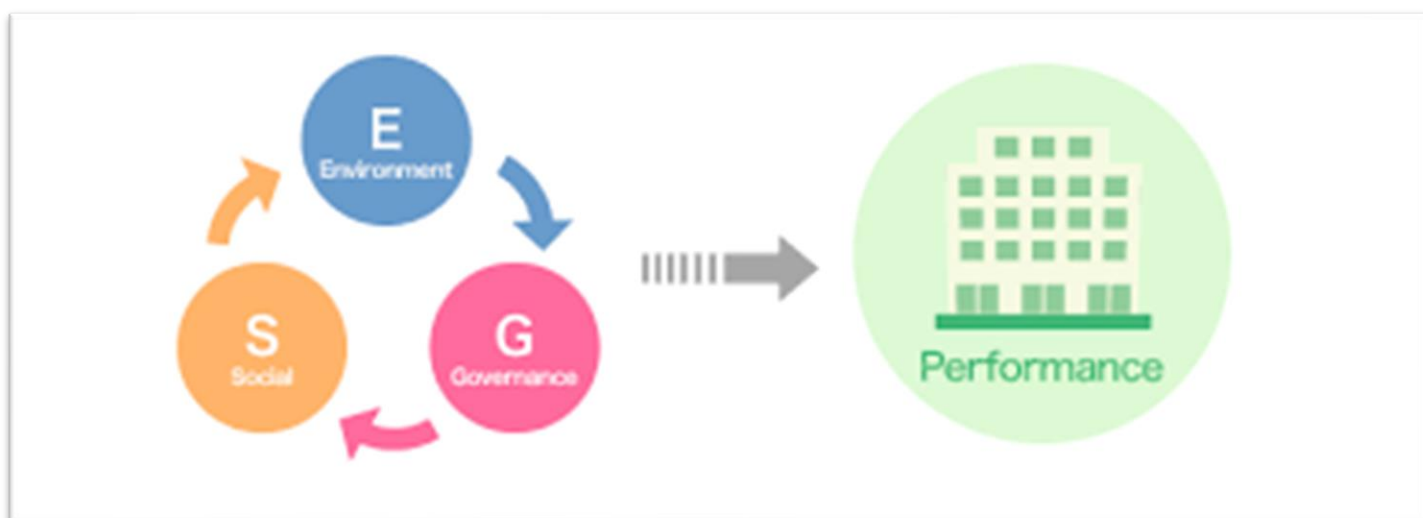 E
Environment
S
Social
G
Governance
Performance